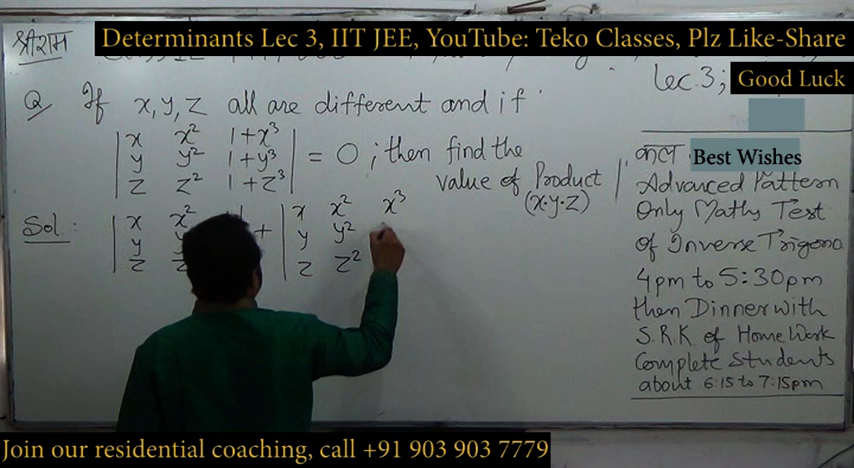 श्रीराम
Determinants Lec 3, IIT JEE, YouTube: Teko Classes, Plz Like-Share
Lec.3;
Good Luck
Q If x, y, z all are different and if
| x x² 1+x³ |
| y y² 1+y³ | = 0 ; then find the
| z z² 1+z³ |
value of Product
(x.y.z)
Sol:
| x x²
| y
| z
+
| x x² x³
| y y²
| z z²
कल Best Wishes
Advanced Pattern
Only Maths Test
of Inverse Trigono
4pm to 5:30pm
then Dinner with
S.R.K. of Home Work
Complete Students
about 6:15 to 7:15pm
Join our residential coaching, call +91 903 903 7779